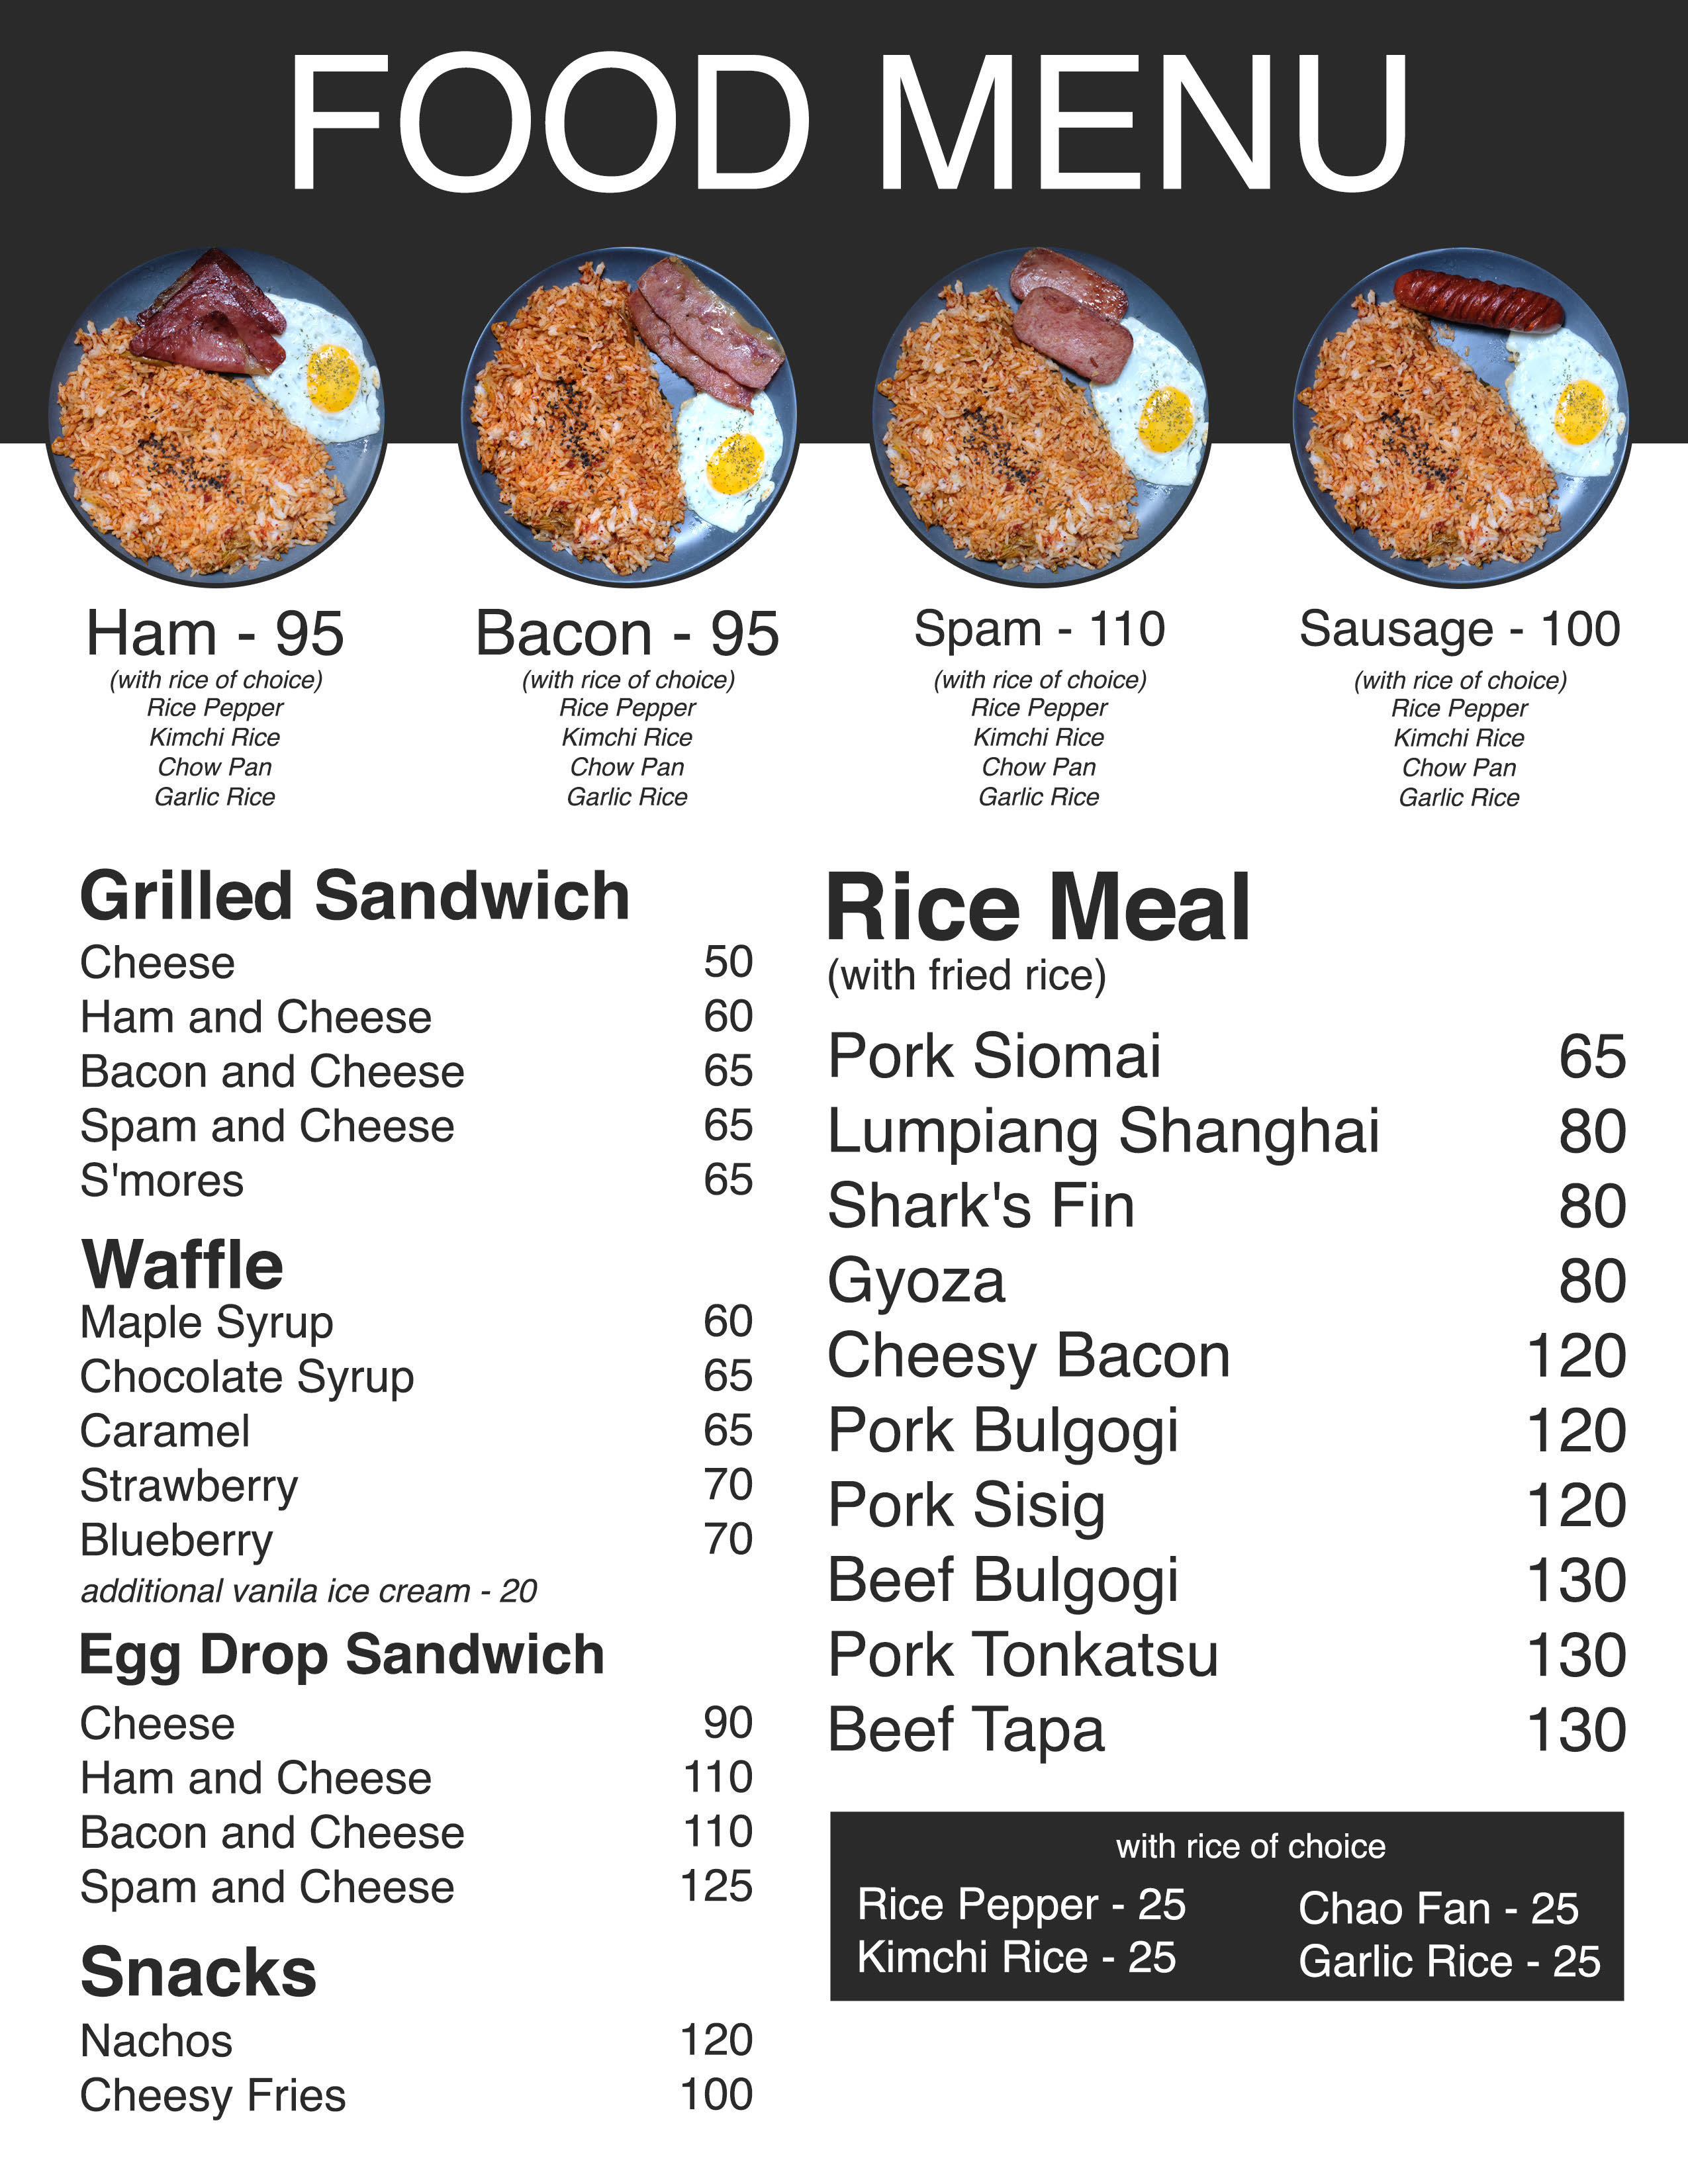 FOOD MENU
Ham - 95
(with rice of choice)
Rice Pepper
Kimchi Rice
Chow Pan
Garlic Rice
Bacon - 95
(with rice of choice)
Rice Pepper
Kimchi Rice
Chow Pan
Garlic Rice
Spam - 110
(with rice of choice)
Rice Pepper
Kimchi Rice
Chow Pan
Garlic Rice
Sausage - 100
(with rice of choice)
Rice Pepper
Kimchi Rice
Chow Pan
Garlic Rice
Grilled Sandwich
Cheese 50
Ham and Cheese 60
Bacon and Cheese 65
Spam and Cheese 65
S'mores 65
Waffle
Maple Syrup 60
Chocolate Syrup 65
Caramel 65
Strawberry 70
Blueberry 70
additional vanila ice cream - 20
Egg Drop Sandwich
Cheese 90
Ham and Cheese 110
Bacon and Cheese 110
Spam and Cheese 125
Snacks
Nachos 120
Cheesy Fries 100
Rice Meal
(with fried rice)
Pork Siomai 65
Lumpiang Shanghai 80
Shark's Fin 80
Gyoza 80
Cheesy Bacon 120
Pork Bulgogi 120
Pork Sisig 120
Beef Bulgogi 130
Pork Tonkatsu 130
Beef Tapa 130
with rice of choice
Rice Pepper - 25
Kimchi Rice - 25
Chao Fan - 25
Garlic Rice - 25